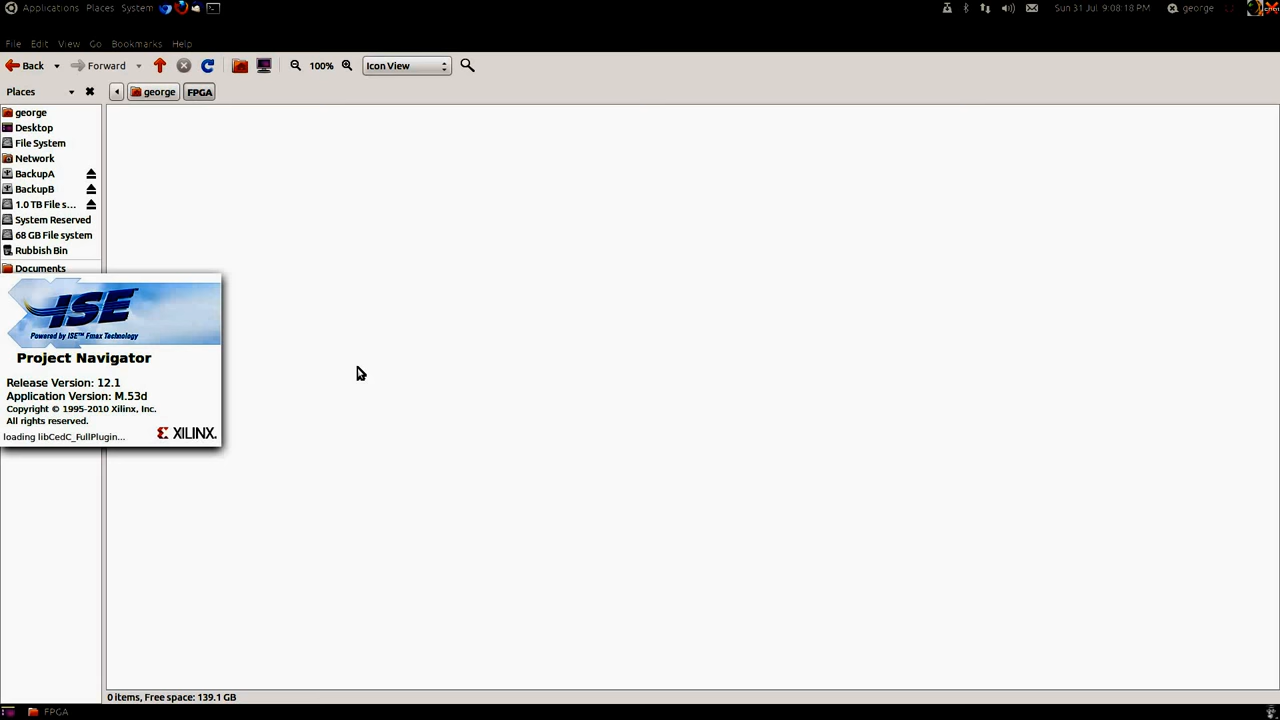 Applications Places System
Sun 31 Jul 9:08:18 PM george
File Edit View Go Bookmarks Help
Back Forward 100% Icon View
Places george FPGA
george
Desktop
File System
Network
BackupA
BackupB
1.0 TB File s...
System Reserved
68 GB File system
Rubbish Bin
Documents
ISE
Powered by ISE™ Fmax Technology
Project Navigator
Release Version: 12.1
Application Version: M.53d
Copyright © 1995-2010 Xilinx, Inc.
All rights reserved.
loading libCedC_FullPlugin...
XILINX.
0 items, Free space: 139.1 GB
FPGA